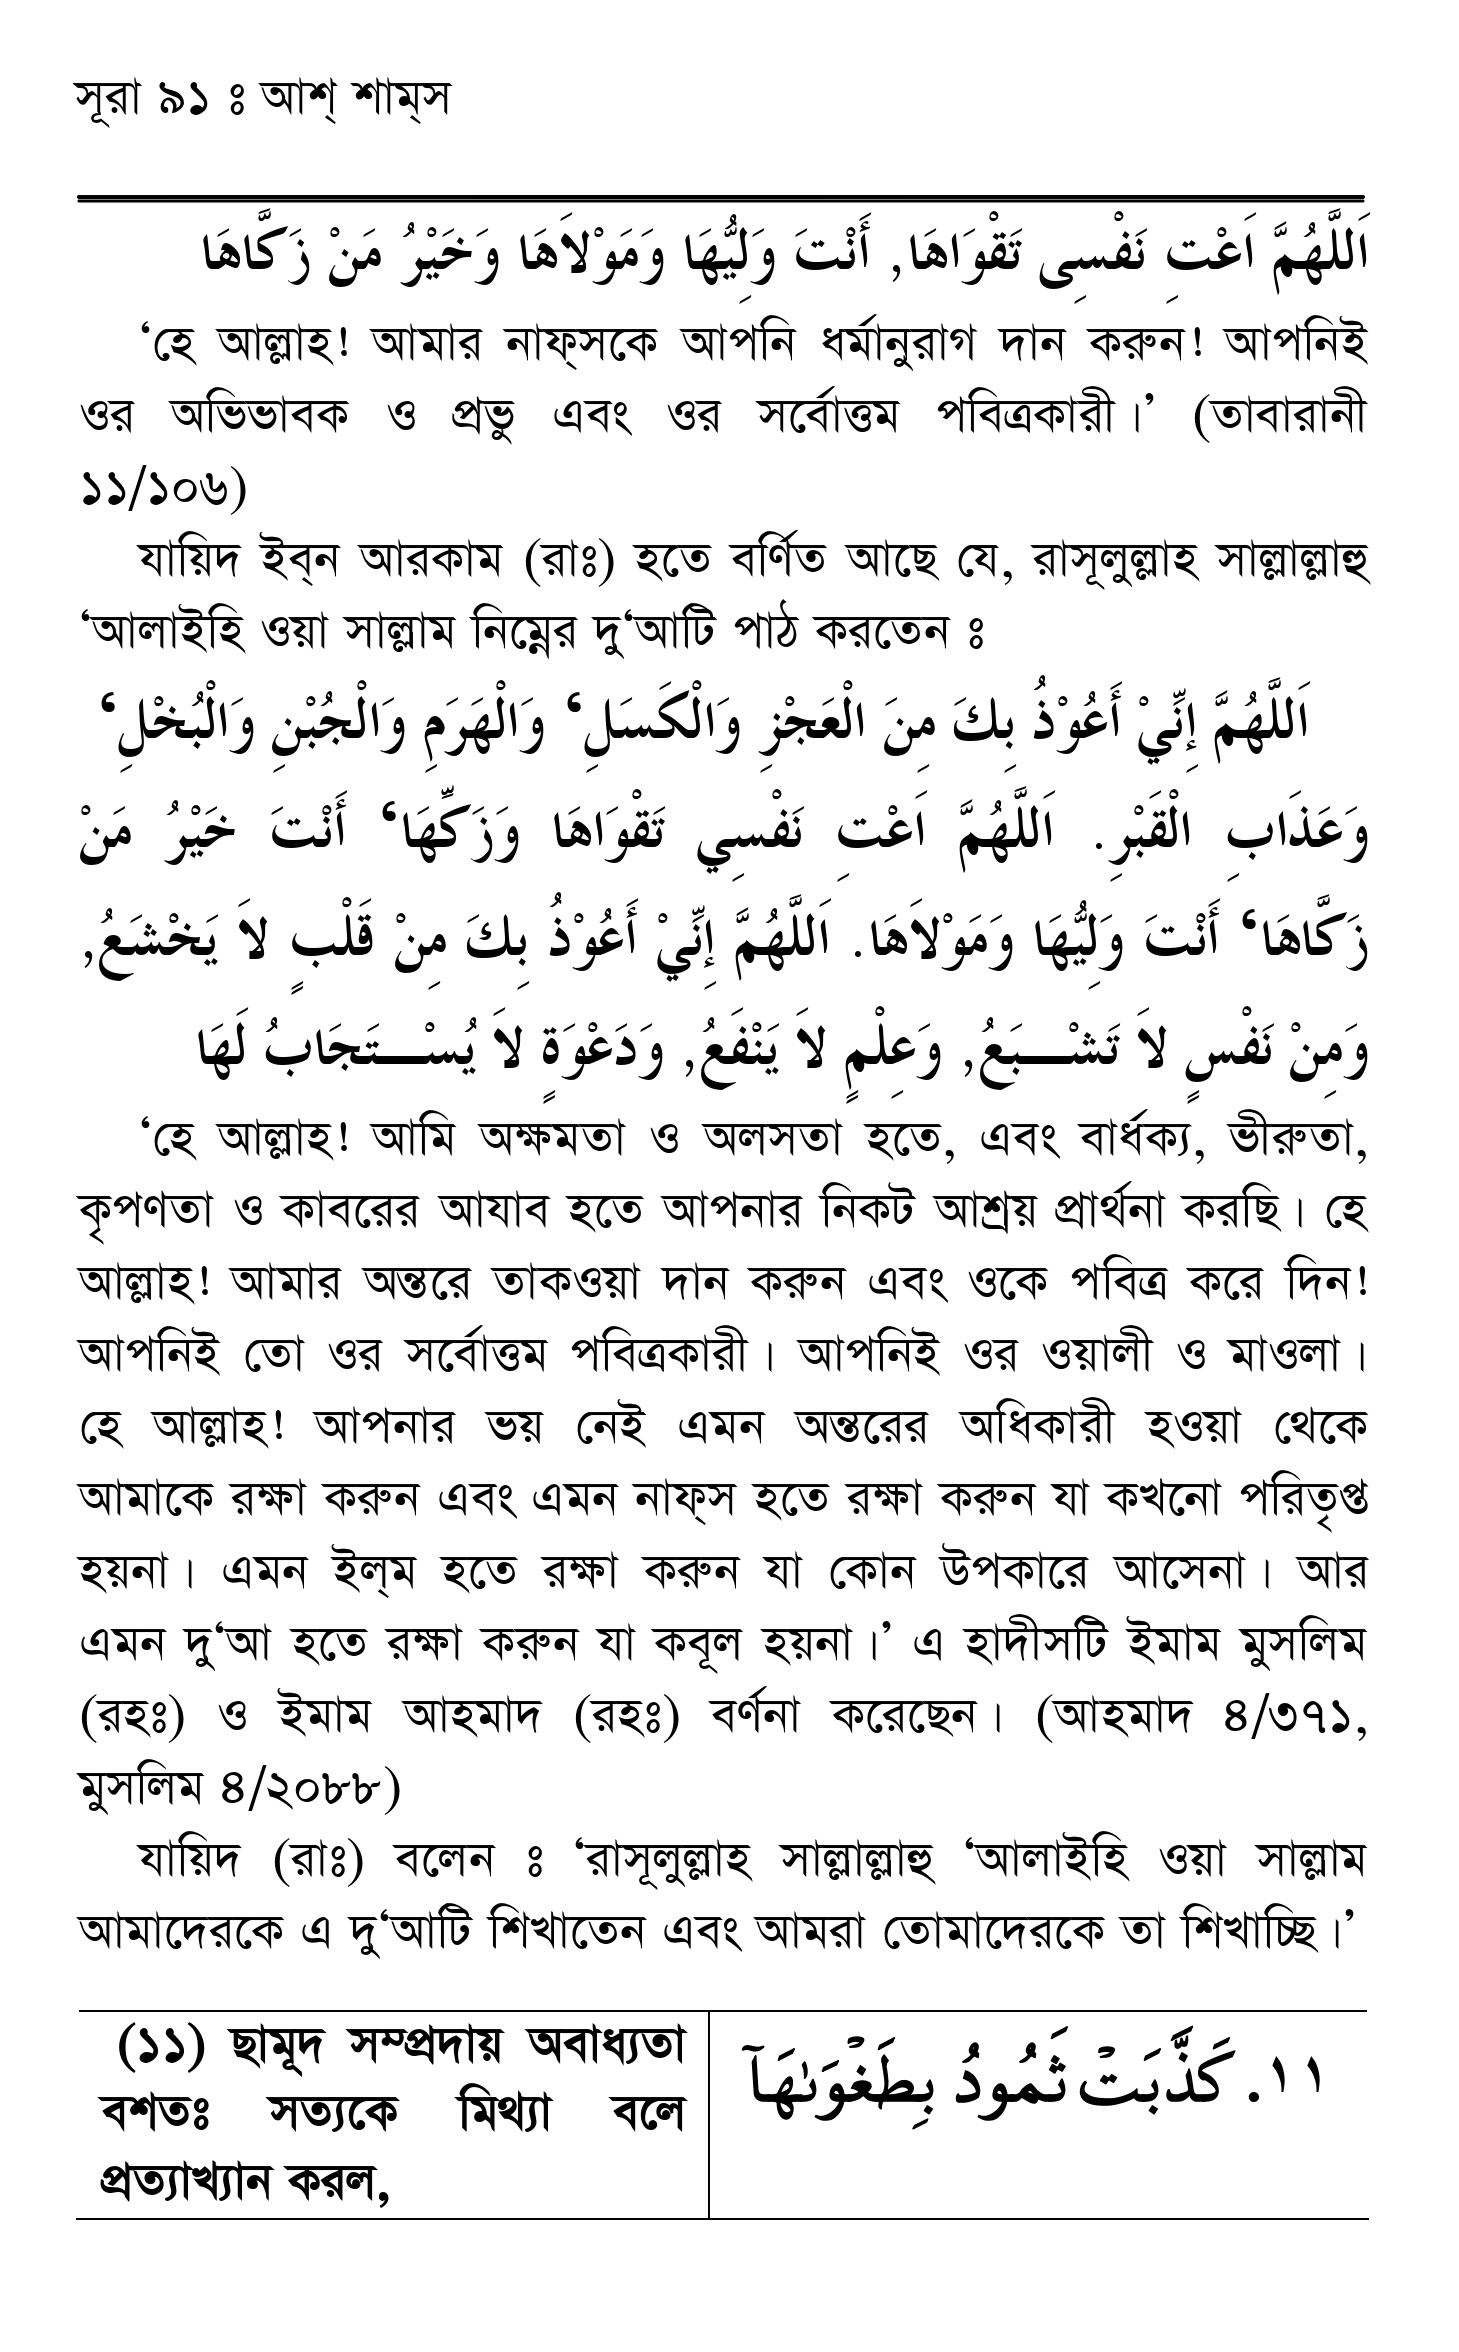 সূরা ৯১ ঃ আশ্ শাম্স
اَللَّهُمَّ اَعْتِ نَفْسِى تَقْوَاهَا, أَنْتَ وَلِيُّهَا وَمَوْلاَهَا وَخَيْرُ مَنْ زَكَّاهَا
‘হে আল্লাহ! আমার নাফ্সকে আপনি ধর্মানুরাগ দান করুন! আপনিই
ওর অভিভাবক ও প্রভু এবং ওর সর্বোত্তম পবিত্রকারী।’ (তাবারানী
১১/১০৬)
যায়িদ ইব্ন আরকাম (রাঃ) হতে বর্ণিত আছে যে, রাসূলুল্লাহ সাল্লাল্লাহু
‘আলাইহি ওয়া সাল্লাম নিম্নের দু‘আটি পাঠ করতেন ঃ
اَللَّهُمَّ إِنِّيْ أَعُوْذُ بِكَ مِنَ الْعَجْزِ وَالْكَسَلِ‘ وَالْهَرَمِ وَالْجُبْنِ وَالْبُخْلِ‘
وَعَذَابِ الْقَبْرِ. اَللَّهُمَّ اَعْتِ نَفْسِي تَقْوَاهَا وَزَكِّهَا‘ أَنْتَ خَيْرُ مَنْ
زَكَّاهَا‘ أَنْتَ وَلِيُّهَا وَمَوْلاَهَا. اَللَّهُمَّ إِنِّيْ أَعُوْذُ بِكَ مِنْ قَلْبٍ لاَ يَخْشَعُ,
وَمِنْ نَفْسٍ لاَ تَشْـــبَعُ, وَعِلْمٍ لاَ يَنْفَعُ, وَدَعْوَةٍ لاَ يُسْـــتَجَابُ لَهَا
‘হে আল্লাহ! আমি অক্ষমতা ও অলসতা হতে, এবং বার্ধক্য, ভীরুতা,
কৃপণতা ও কাবরের আযাব হতে আপনার নিকট আশ্রয় প্রার্থনা করছি। হে
আল্লাহ! আমার অন্তরে তাকওয়া দান করুন এবং ওকে পবিত্র করে দিন!
আপনিই তো ওর সর্বোত্তম পবিত্রকারী। আপনিই ওর ওয়ালী ও মাওলা।
হে আল্লাহ! আপনার ভয় নেই এমন অন্তরের অধিকারী হওয়া থেকে
আমাকে রক্ষা করুন এবং এমন নাফ্স হতে রক্ষা করুন যা কখনো পরিতৃপ্ত
হয়না। এমন ইল্ম হতে রক্ষা করুন যা কোন উপকারে আসেনা। আর
এমন দু‘আ হতে রক্ষা করুন যা কবূল হয়না।’ এ হাদীসটি ইমাম মুসলিম
(রহঃ) ও ইমাম আহমাদ (রহঃ) বর্ণনা করেছেন। (আহমাদ ৪/৩৭১,
মুসলিম ৪/২০৮৮)
যায়িদ (রাঃ) বলেন ঃ ‘রাসূলুল্লাহ সাল্লাল্লাহু ‘আলাইহি ওয়া সাল্লাম
আমাদেরকে এ দু‘আটি শিখাতেন এবং আমরা তোমাদেরকে তা শিখাচ্ছি।’
(১১) ছামূদ সম্প্রদায় অবাধ্যতা
বশতঃ সত্যকে মিথ্যা বলে
প্রত্যাখ্যান করল,
١١. كَذَّبَتْ ثَمُودُ بِطَغْوَىٰهَآ